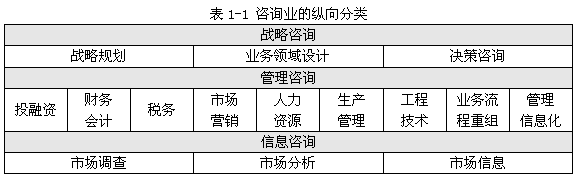 表 1-1 咨询业的纵向分类
战略咨询
战略规划 业务领域设计 决策咨询
管理咨询
投融资 财务会计 税务 市场营销 人力资源 生产管理 工程技术 业务流程重组 管理信息化
信息咨询
市场调查 市场分析 市场信息